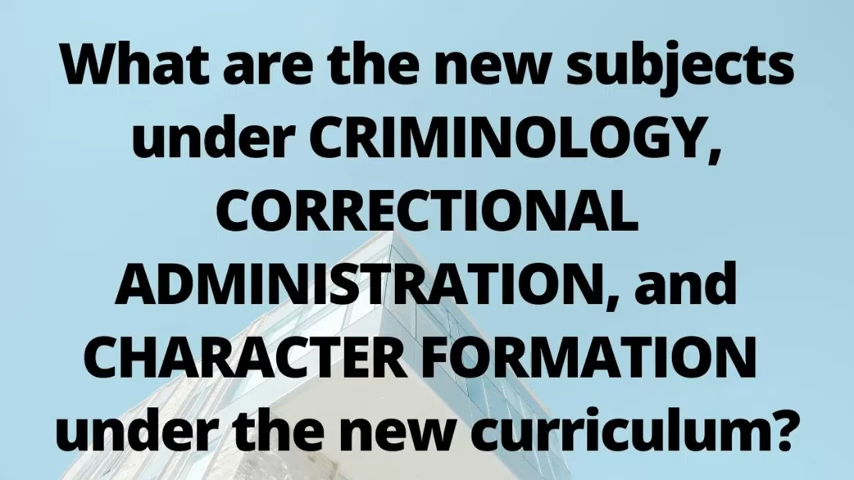 What are the new subjects
under CRIMINOLOGY,
CORRECTIONAL
ADMINISTRATION, and
CHARACTER FORMATION
under the new curriculum?